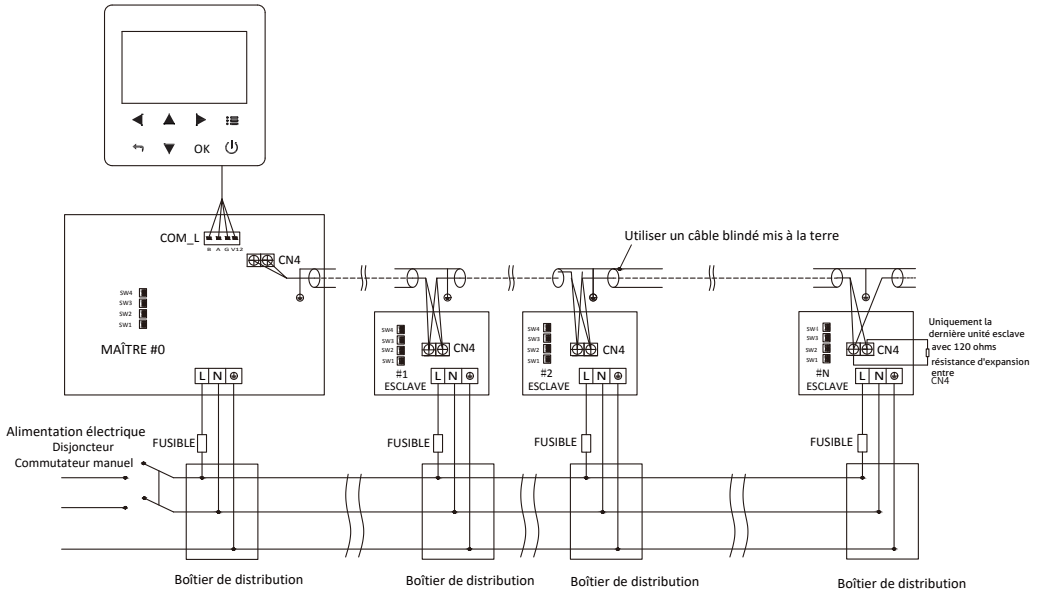 OK
COM_L
B A G V12
CN4
Utiliser un câble blindé mis à la terre
SW4
SW3
SW2
SW1
MAÎTRE #0
L N
SW4
SW3
SW2
SW1
CN4
#1
ESCLAVE
L N
SW4
SW3
SW2
SW1
CN4
#2
ESCLAVE
L N
SW4
SW3
SW2
SW1
CN4
#N
ESCLAVE
L N
Uniquement la
dernière unité esclave
avec 120 ohms
résistance d'expansion
entre
CN4
Alimentation électrique
Disjoncteur
Commutateur manuel
FUSIBLE
FUSIBLE
FUSIBLE
FUSIBLE
Boîtier de distribution
Boîtier de distribution
Boîtier de distribution
Boîtier de distribution